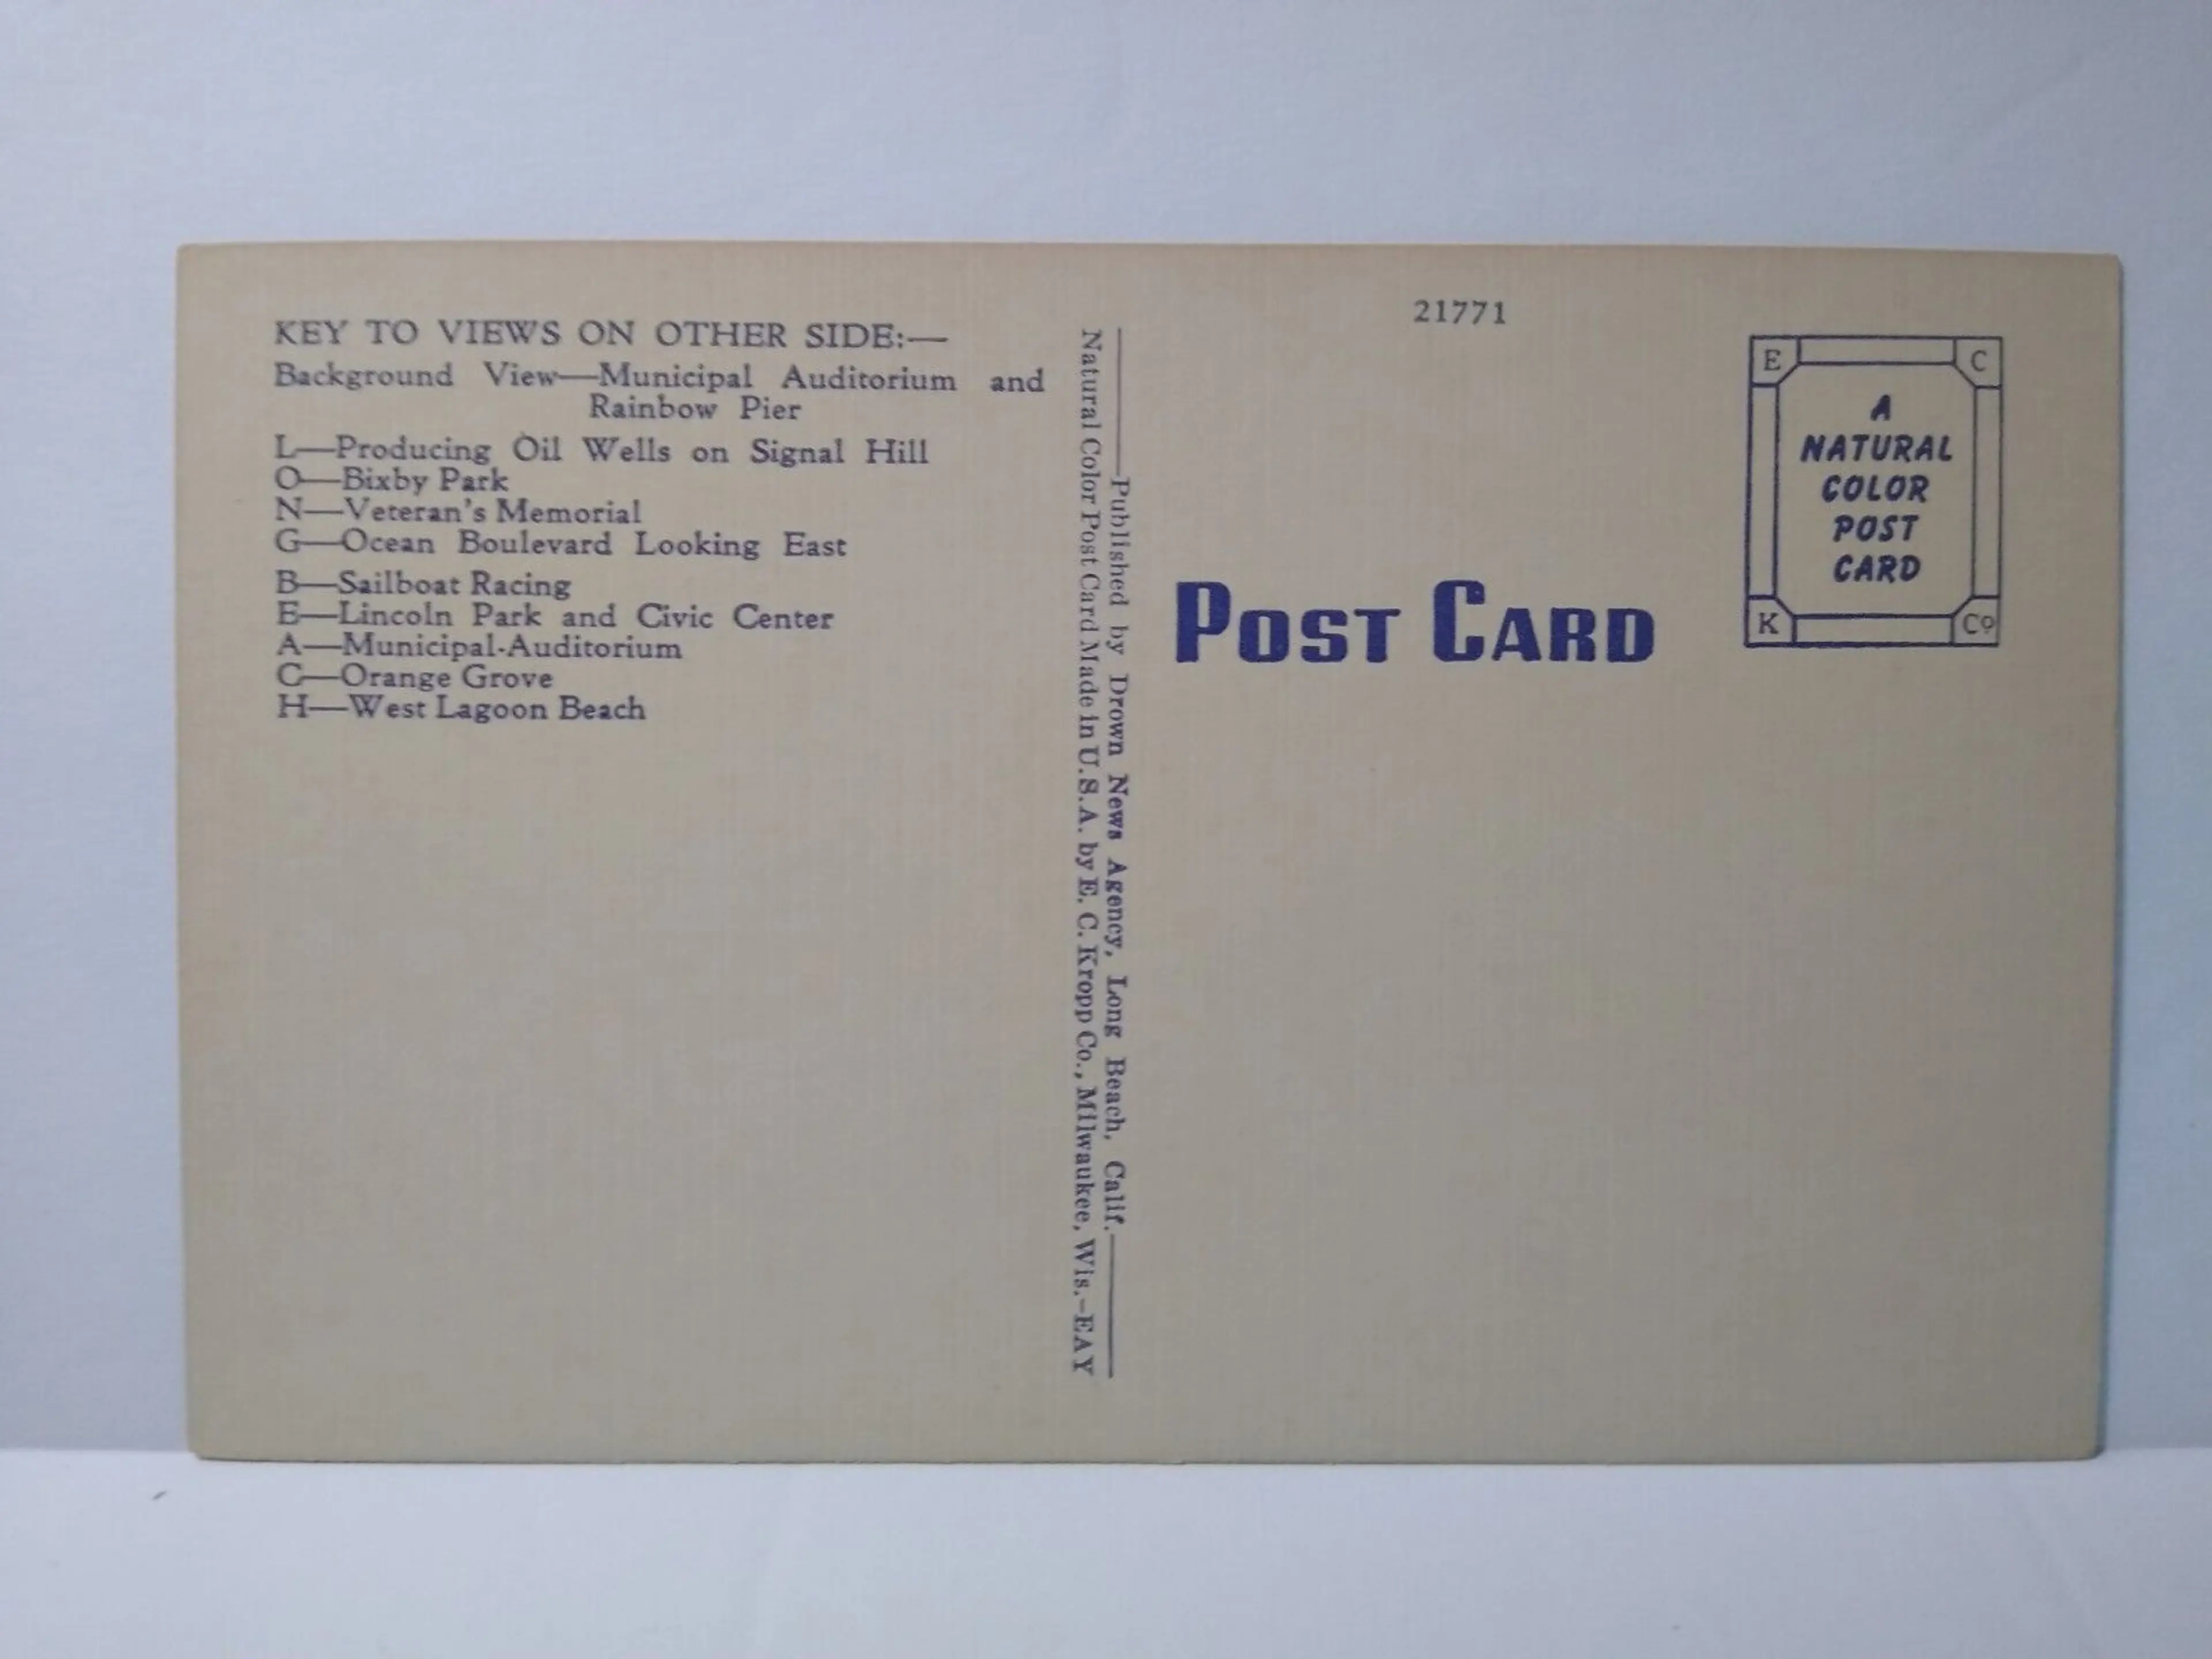 KEY TO VIEWS ON OTHER SIDE:—
Background View—Municipal Auditorium and
Rainbow Pier
L—Producing Oil Wells on Signal Hill
O—Bixby Park
N—Veteran's Memorial
G—Ocean Boulevard Looking East
B—Sailboat Racing
E—Lincoln Park and Civic Center
A—Municipal-Auditorium
C—Orange Grove
H—West Lagoon Beach
Published by Drown News Agency, Long Beach, Calif.
Natural Color Post Card Made in U.S.A. by E. C. Kropp Co., Milwaukee, Wis.-EAY
21771
POST CARD
E C
A
NATURAL
COLOR
POST
CARD
K Co